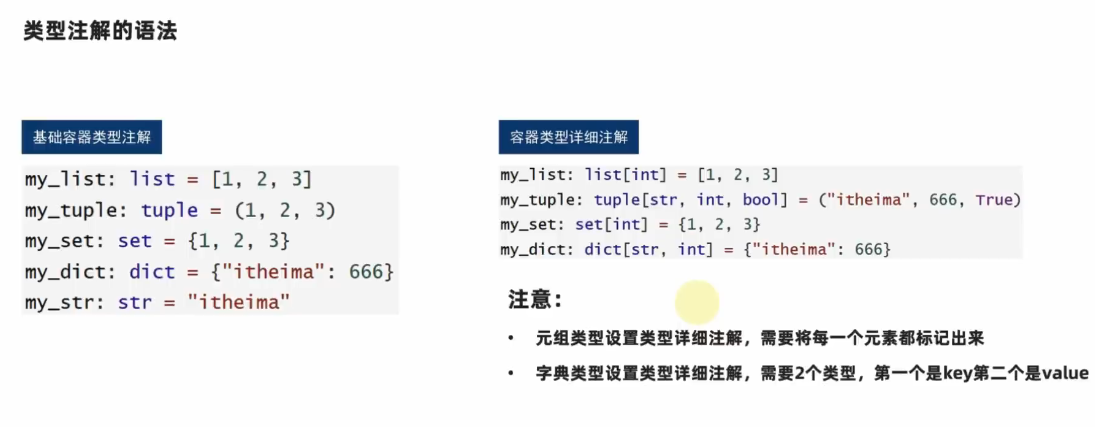 类型注解的语法
基础容器类型注解
my_list: list = [1, 2, 3]
my_tuple: tuple = (1, 2, 3)
my_set: set = {1, 2, 3}
my_dict: dict = {"itheima": 666}
my_str: str = "itheima"
容器类型详细注解
my_list: list[int] = [1, 2, 3]
my_tuple: tuple[str, int, bool] = ("itheima", 666, True)
my_set: set[int] = {1, 2, 3}
my_dict: dict[str, int] = {"itheima": 666}
注意：
• 元组类型设置类型详细注解，需要将每一个元素都标记出来
• 字典类型设置类型详细注解，需要2个类型，第一个是key第二个是value